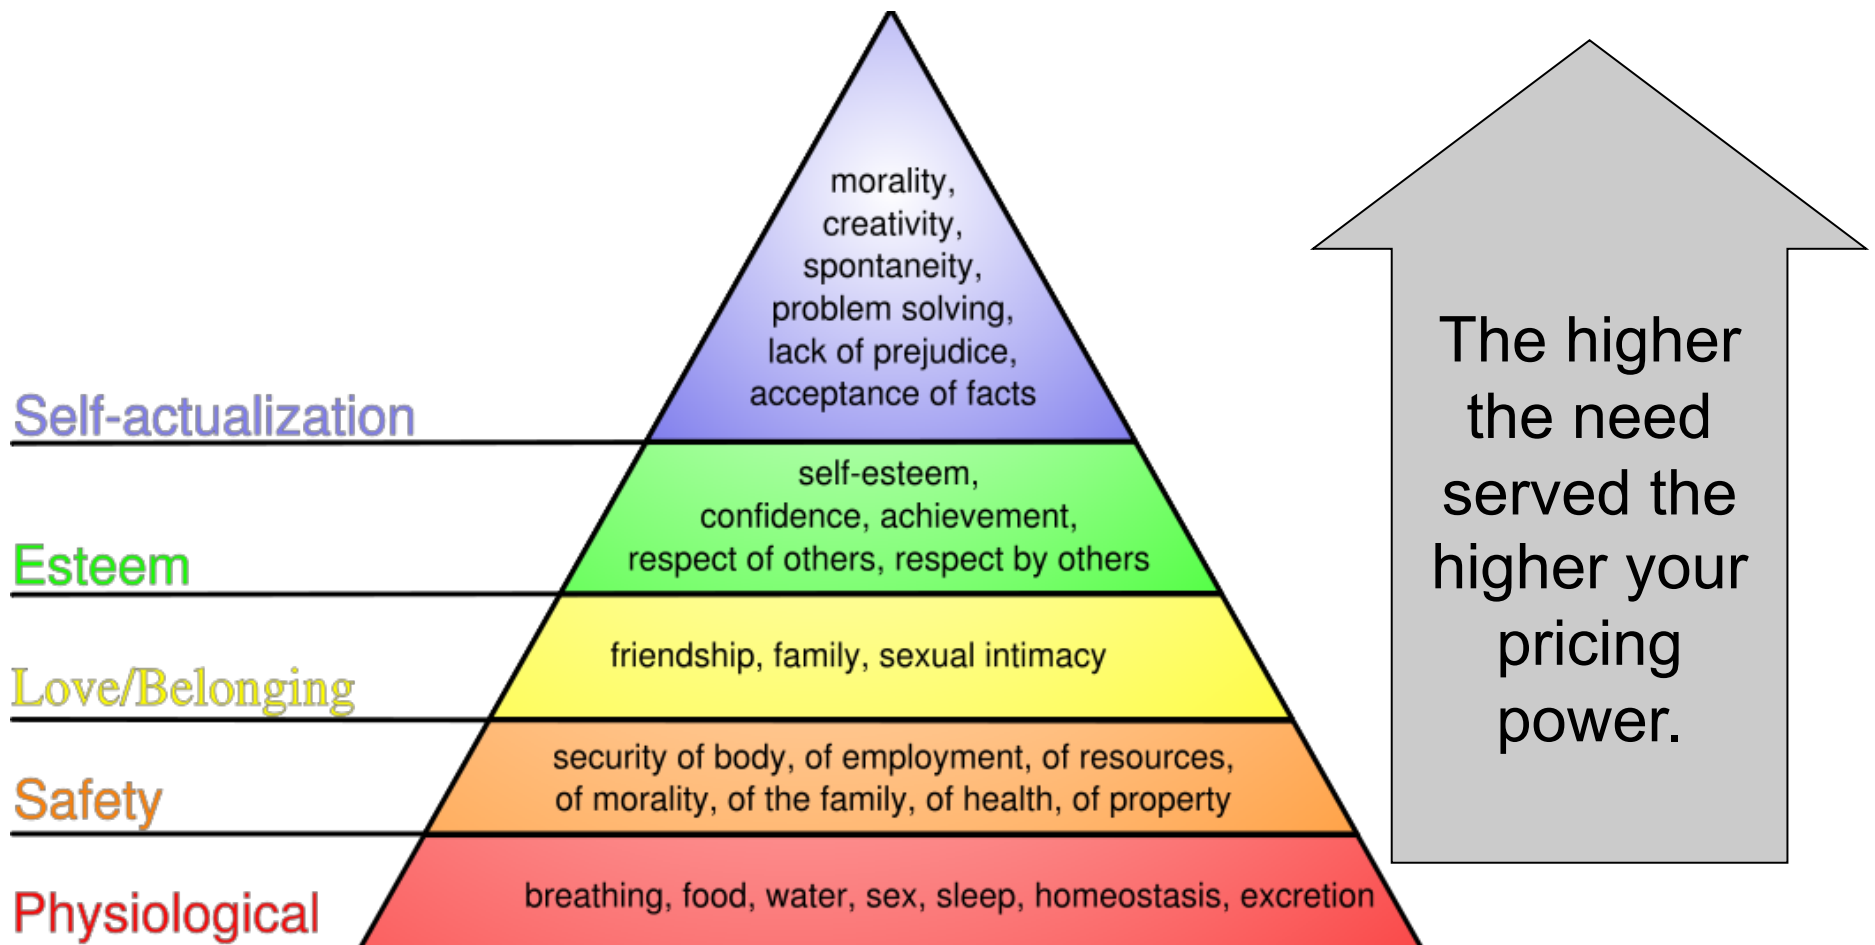 morality,
creativity,
spontaneity,
problem solving,
lack of prejudice,
acceptance of facts
Self-actualization
self-esteem,
confidence, achievement,
respect of others, respect by others
Esteem
friendship, family, sexual intimacy
Love/Belonging
security of body, of employment, of resources,
of morality, of the family, of health, of property
Safety
breathing, food, water, sex, sleep, homeostasis, excretion
Physiological
The higher
the need
served the
higher your
pricing
power.